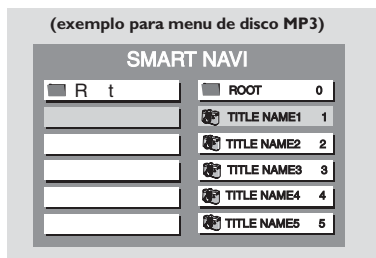 (exemplo para menu de disco MP3)
SMART NAVI
R t
ROOT 0
TITLE NAME1 1
TITLE NAME2 2
TITLE NAME3 3
TITLE NAME4 4
TITLE NAME5 5